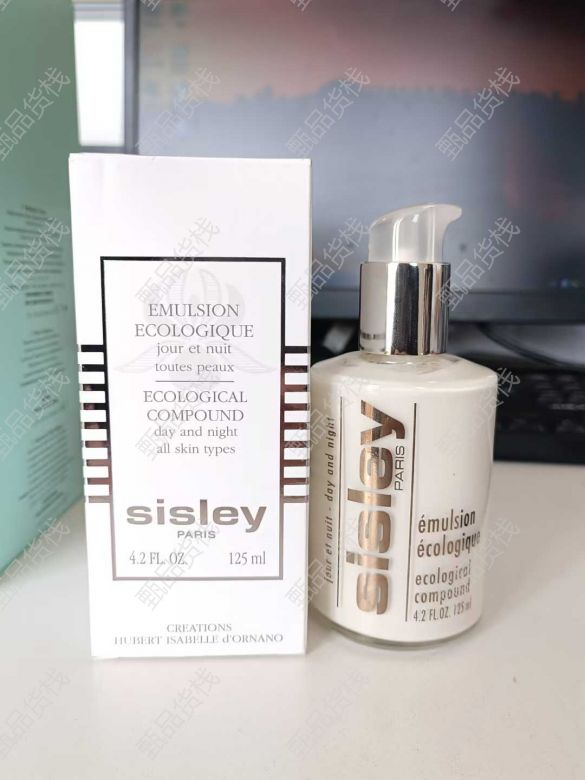 EMULSION
ECOLOGIQUE
jour et nuit
toutes peaux
ECOLOGICAL
COMPOUND
day and night
all skin types
sisley
PARIS
4.2 FL. OZ. 125 ml
CREATIONS
HUBERT ISABELLE d'ORNANO
jour et nuit - day and night
sisley
PARIS
émulsion
écologique
ecological
compound
4.2 FL.OZ. 125 ml
甄品货栈